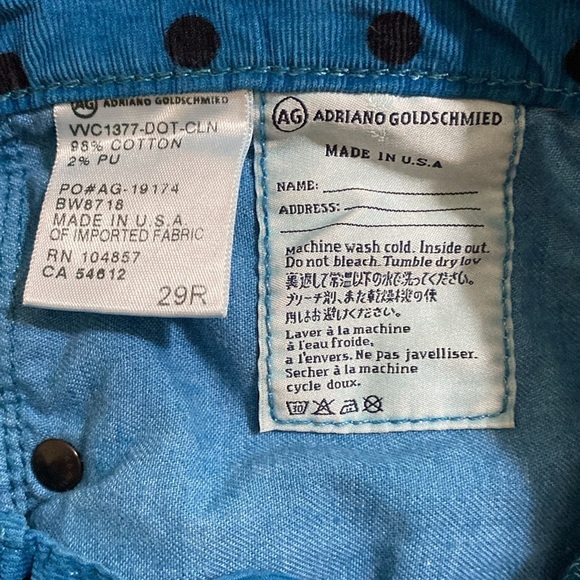 AG ADRIANO GOLDSCHMIED
VVC1377-DOT-CLN
98% COTTON
2% PU
PO#AG-19174
BW8718
MADE IN U.S.A.
OF IMPORTED FABRIC
RN 104857
CA 54612
29R
AG ADRIANO GOLDSCHMIED
MADE IN U.S.A
NAME:
ADDRESS:
Machine wash cold. Inside out.
Do not bleach. Tumble dry low
裏返して常温以下の水で洗ってください。
ブリーチ剤、また乾燥機の使
用はお避けください。
Laver à la machine
à l'eau froide,
a l'envers. Ne pas javelliser.
Secher à la machine
cycle doux.
30